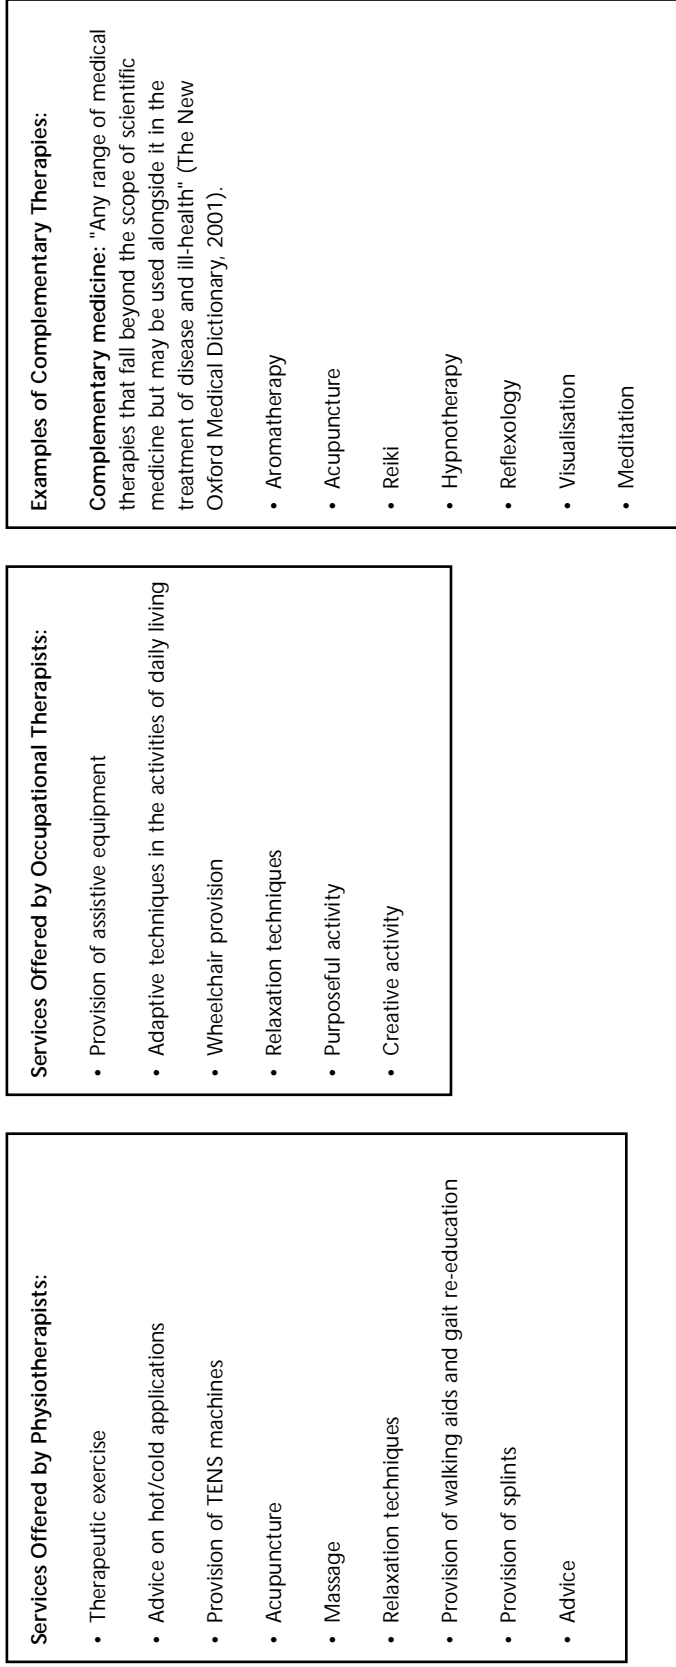 Services Offered by Physiotherapists:
• Therapeutic exercise
• Advice on hot/cold applications
• Provision of TENS machines
• Acupuncture
• Massage
• Relaxation techniques
• Provision of walking aids and gait re-education
• Provision of splints
• Advice
Services Offered by Occupational Therapists:
• Provision of assistive equipment
• Adaptive techniques in the activities of daily living
• Wheelchair provision
• Relaxation techniques
• Purposeful activity
• Creative activity
Examples of Complementary Therapies:
Complementary medicine: "Any range of medical
therapies that fall beyond the scope of scientific
medicine but may be used alongside it in the
treatment of disease and ill-health" (The New
Oxford Medical Dictionary, 2001).
• Aromatherapy
• Acupuncture
• Reiki
• Hypnotherapy
• Reflexology
• Visualisation
• Meditation